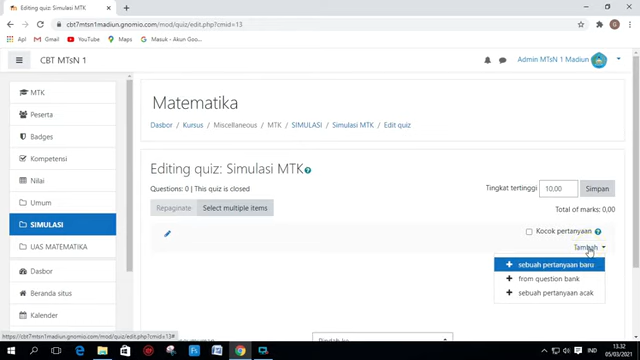 Editing quiz: Simulasi MTK
cbt7mtsn1madiun.gnomio.com/mod/quiz/edit.php?cmid=13
Apl
Gmail
YouTube
Maps
Masuk - Akun Goo...
CBT MTsN 1
Admin MTsN 1 Madiun
MTK
Peserta
Badges
Kompetensi
Nilai
Umum
SIMULASI
UAS MATEMATIKA
Dasbor
Beranda situs
Kalender
Matematika
Dasbor / Kursus / Miscellaneous / MTK / SIMULASI / Simulasi MTK / Edit quiz
Editing quiz: Simulasi MTK
Questions: 0 | This quiz is closed
Tingkat tertinggi 10,00 Simpan
Repaginate Select multiple items
Total of marks: 0,00
Kocok pertanyaan
Tambah
sebuah pertanyaan baru
from question bank
sebuah pertanyaan acak
https://cbt7mtsn1madiun.gnomio.com/mod/quiz/edit.php?cmid=13#
IND
13.32
05/03/2021